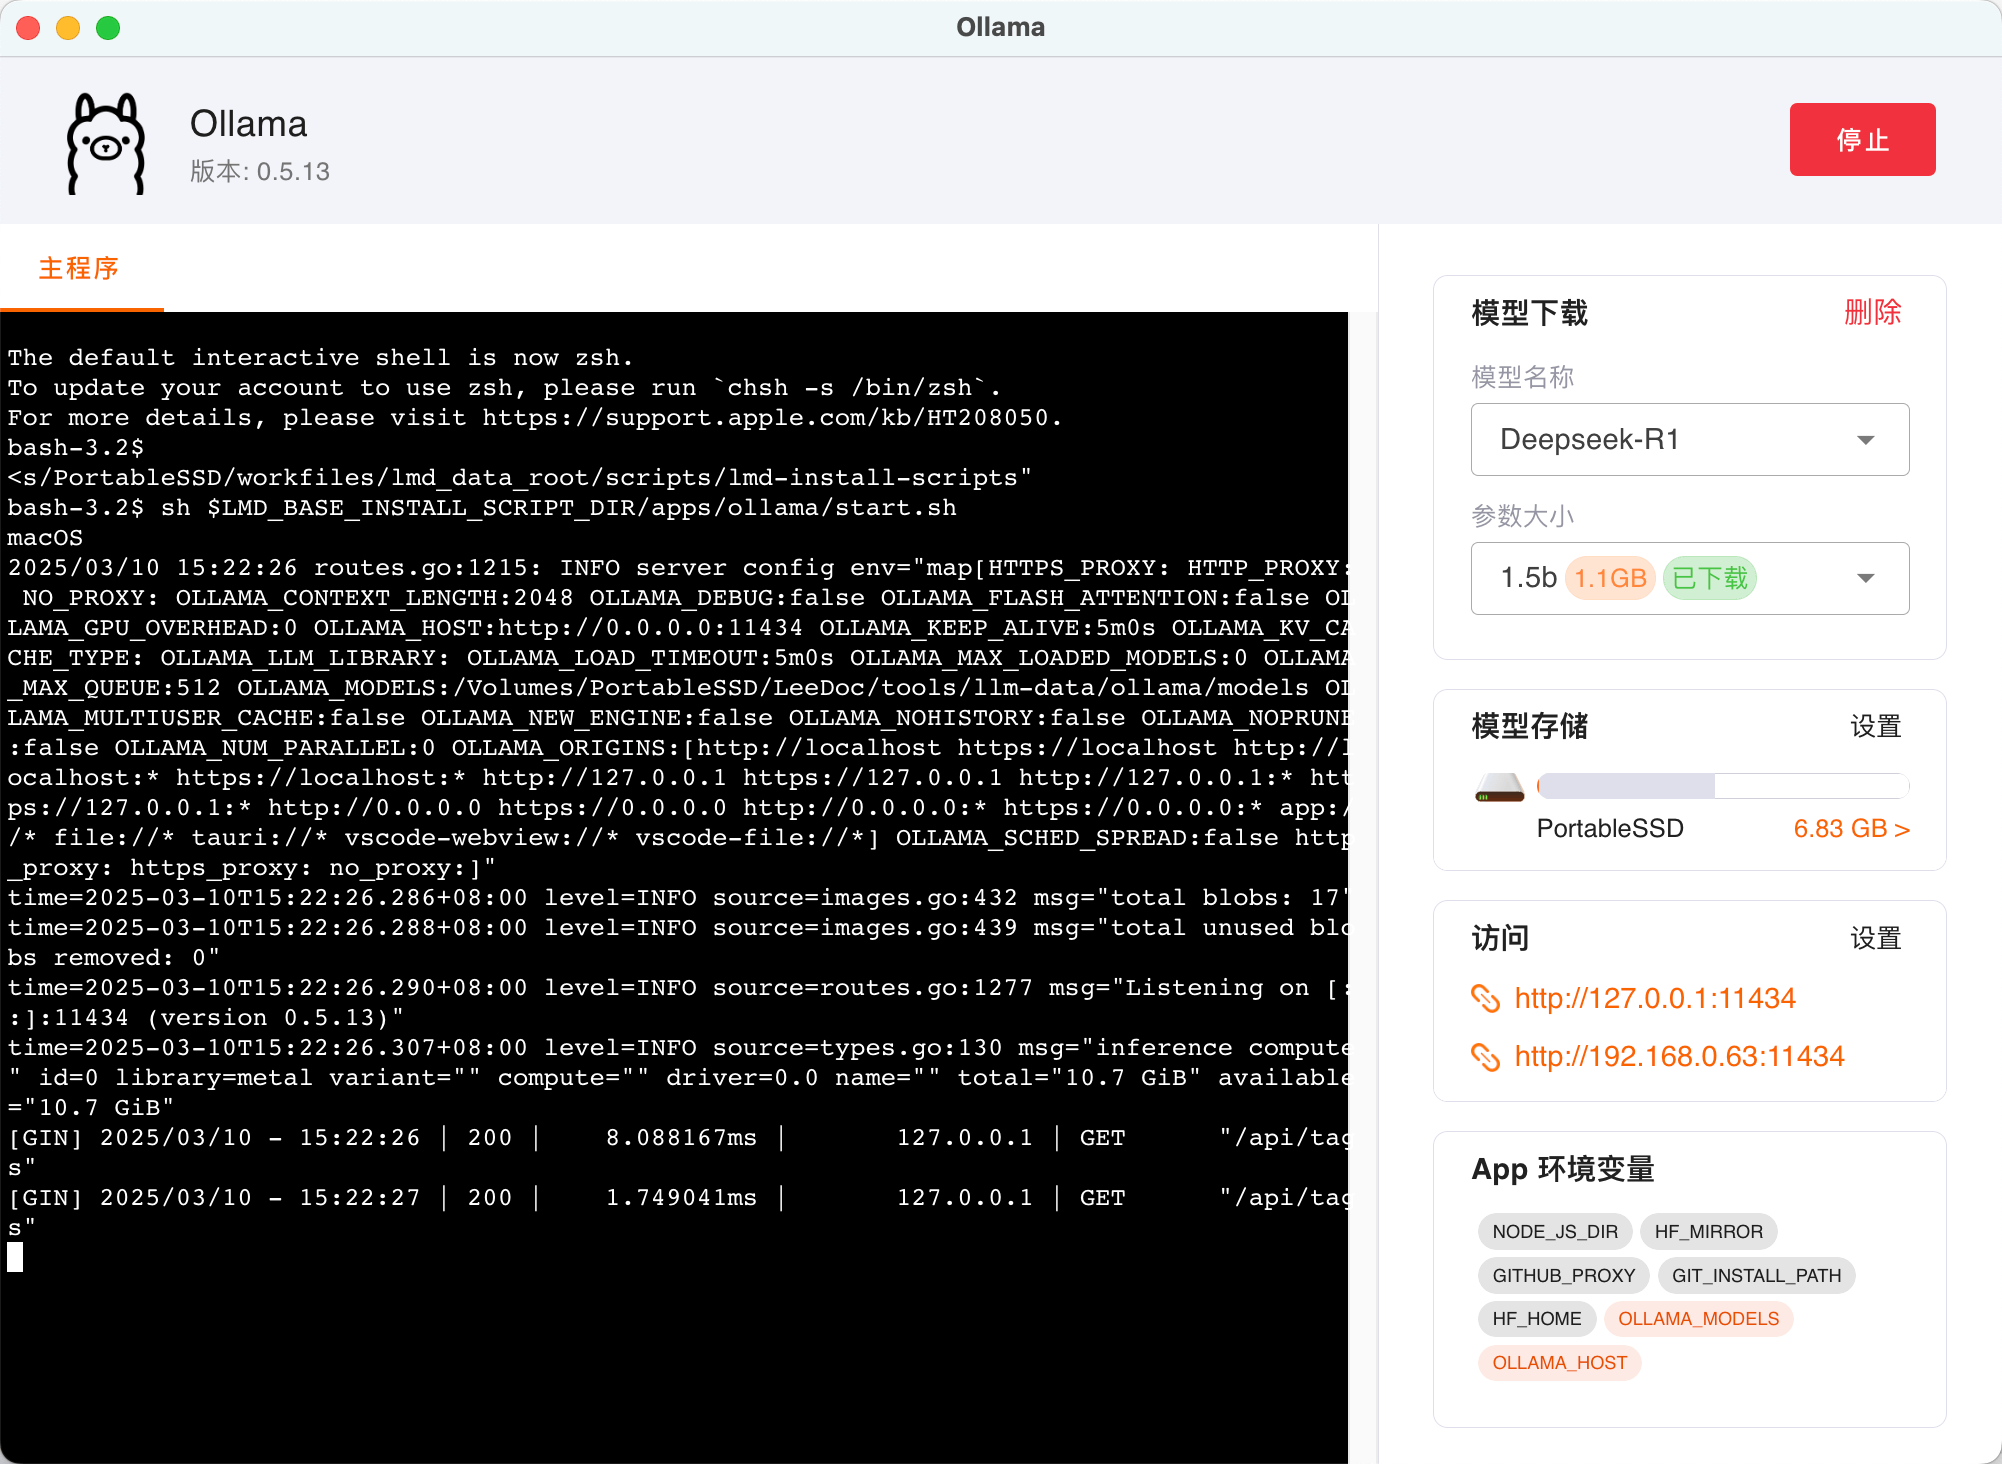 Ollama
Ollama
版本: 0.5.13
停止
主程序
The default interactive shell is now zsh.
To update your account to use zsh, please run `chsh -s /bin/zsh`.
For more details, please visit https://support.apple.com/kb/HT208050.
bash-3.2$
<s/PortableSSD/workfiles/lmd_data_root/scripts/lmd-install-scripts"
bash-3.2$ sh $LMD_BASE_INSTALL_SCRIPT_DIR/apps/ollama/start.sh
macOS
2025/03/10 15:22:26 routes.go:1215: INFO server config env="map[HTTPS_PROXY: HTTP_PROXY:
NO_PROXY: OLLAMA_CONTEXT_LENGTH:2048 OLLAMA_DEBUG:false OLLAMA_FLASH_ATTENTION:false OL
LAMA_GPU_OVERHEAD:0 OLLAMA_HOST:http://0.0.0.0:11434 OLLAMA_KEEP_ALIVE:5m0s OLLAMA_KV_CA
CHE_TYPE: OLLAMA_LLM_LIBRARY: OLLAMA_LOAD_TIMEOUT:5m0s OLLAMA_MAX_LOADED_MODELS:0 OLLAMA
_MAX_QUEUE:512 OLLAMA_MODELS:/Volumes/PortableSSD/LeeDoc/tools/llm-data/ollama/models OL
LAMA_MULTIUSER_CACHE:false OLLAMA_NEW_ENGINE:false OLLAMA_NOHISTORY:false OLLAMA_NOPRUNE
:false OLLAMA_NUM_PARALLEL:0 OLLAMA_ORIGINS:[http://localhost https://localhost http://l
ocalhost:* https://localhost:* http://127.0.0.1 https://127.0.0.1 http://127.0.0.1:* htt
ps://127.0.0.1:* http://0.0.0.0 https://0.0.0.0 http://0.0.0.0:* https://0.0.0.0:* app:/
/* file://* tauri://* vscode-webview://* vscode-file://*] OLLAMA_SCHED_SPREAD:false http
_proxy: https_proxy: no_proxy:]"
time=2025-03-10T15:22:26.286+08:00 level=INFO source=images.go:432 msg="total blobs: 17"
time=2025-03-10T15:22:26.288+08:00 level=INFO source=images.go:439 msg="total unused blo
bs removed: 0"
time=2025-03-10T15:22:26.290+08:00 level=INFO source=routes.go:1277 msg="Listening on [:
:]:11434 (version 0.5.13)"
time=2025-03-10T15:22:26.307+08:00 level=INFO source=types.go:130 msg="inference compute
" id=0 library=metal variant="" compute="" driver=0.0 name="" total="10.7 GiB" available
="10.7 GiB"
[GIN] 2025/03/10 - 15:22:26 | 200 |    8.088167ms |       127.0.0.1 | GET      "/api/tag
s"
[GIN] 2025/03/10 - 15:22:27 | 200 |    1.749041ms |       127.0.0.1 | GET      "/api/tag
s"
模型下载 删除
模型名称
Deepseek-R1
参数大小
1.5b 1.1GB 已下载
模型存储 设置
PortableSSD 6.83 GB >
访问 设置
http://127.0.0.1:11434
http://192.168.0.63:11434
App 环境变量
NODE_JS_DIR HF_MIRROR
GITHUB_PROXY GIT_INSTALL_PATH
HF_HOME OLLAMA_MODELS
OLLAMA_HOST